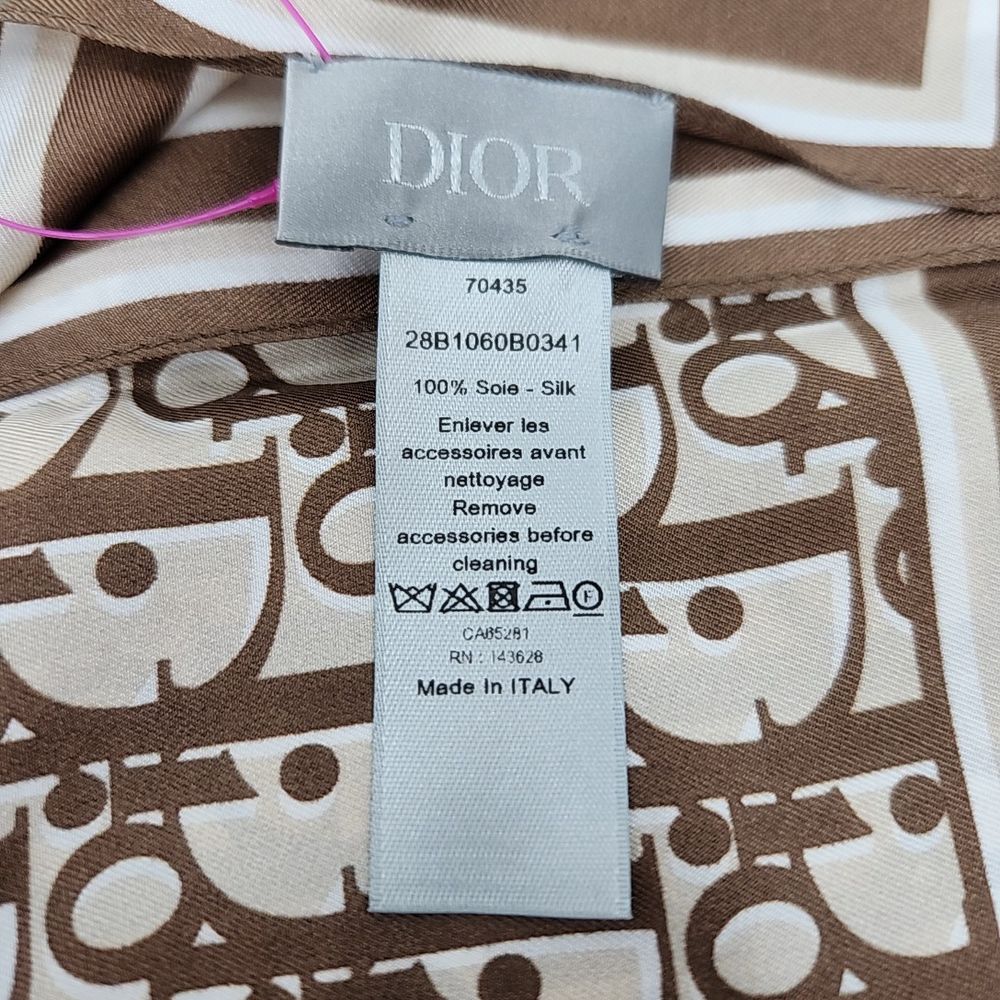 DIOR
70435
28B1060B0341
100% Soie - Silk
Enlever les
accessoires avant
nettoyage
Remove
accessories before
cleaning
F
CA65281
RN : 143628
Made In ITALY